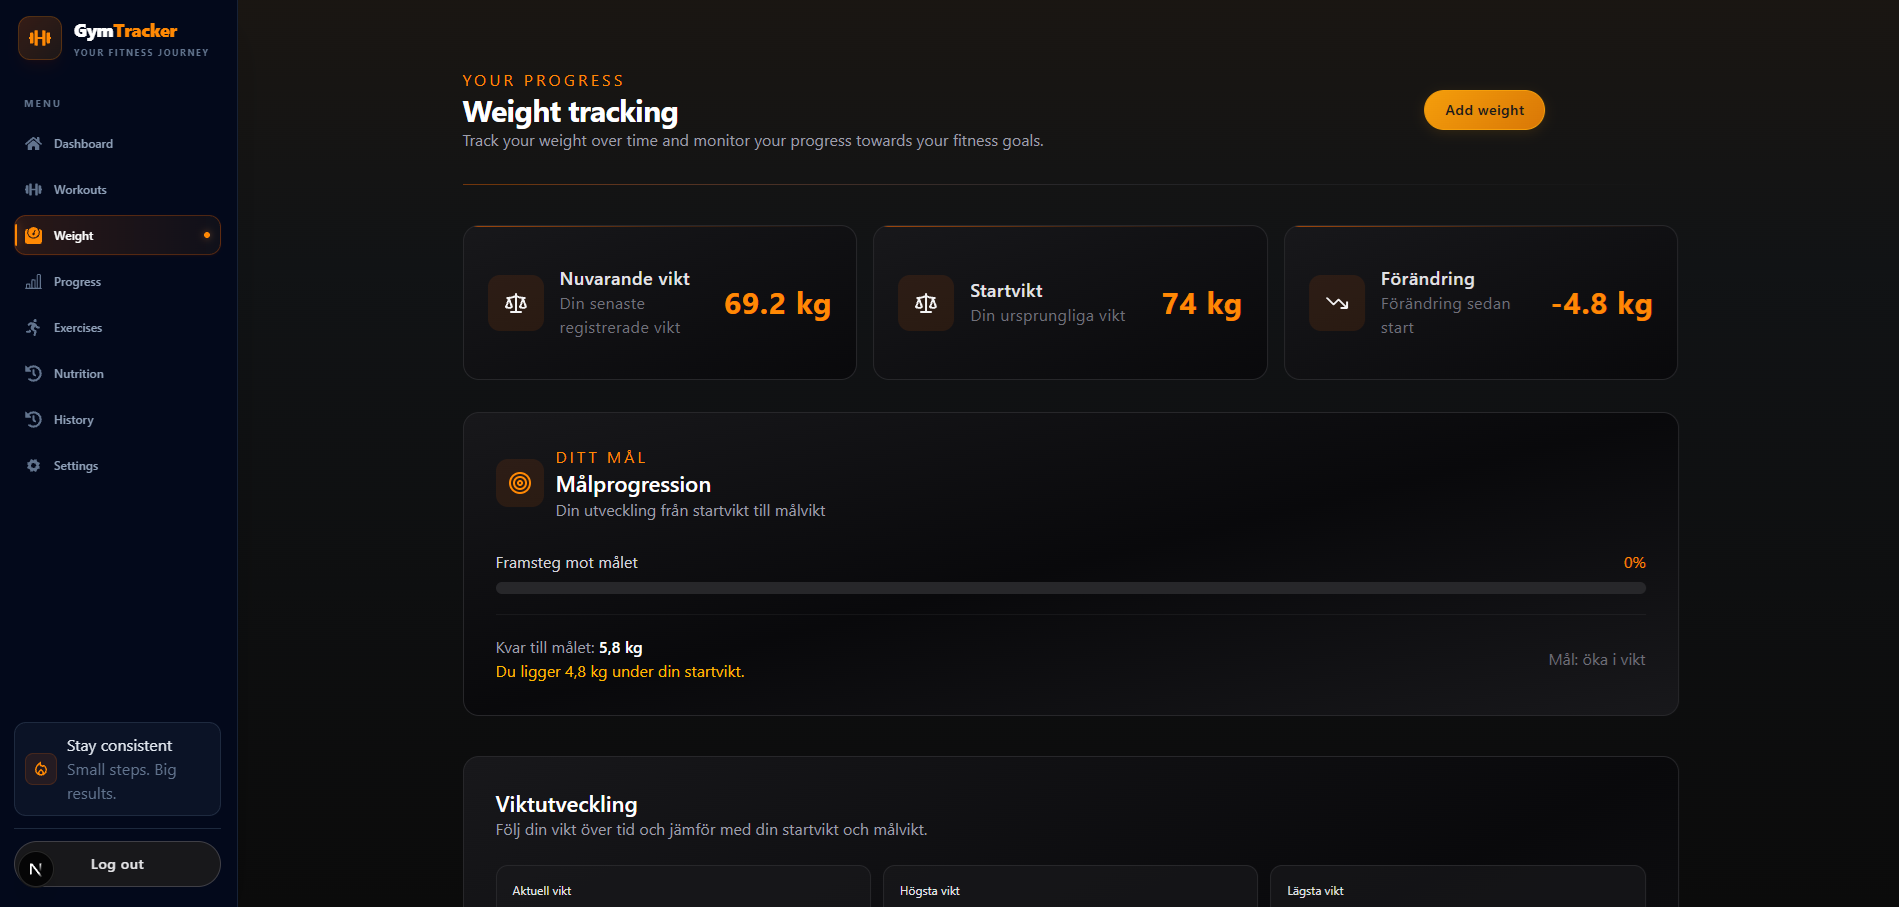 GymTracker
YOUR FITNESS JOURNEY
MENU
Dashboard
Workouts
Weight
Progress
Exercises
Nutrition
History
Settings
Stay consistent
Small steps. Big
results.
N
Log out
YOUR PROGRESS
Weight tracking
Track your weight over time and monitor your progress towards your fitness goals.
Add weight
Nuvarande vikt
Din senaste
registrerade vikt
69.2 kg
Startvikt
Din ursprungliga vikt
74 kg
Förändring
Förändring sedan
start
-4.8 kg
DITT MÅL
Målprogression
Din utveckling från startvikt till målvikt
Framsteg mot målet
0%
Kvar till målet: 5,8 kg
Du ligger 4,8 kg under din startvikt.
Mål: öka i vikt
Viktutveckling
Följ din vikt över tid och jämför med din startvikt och målvikt.
Aktuell vikt
Högsta vikt
Lägsta vikt